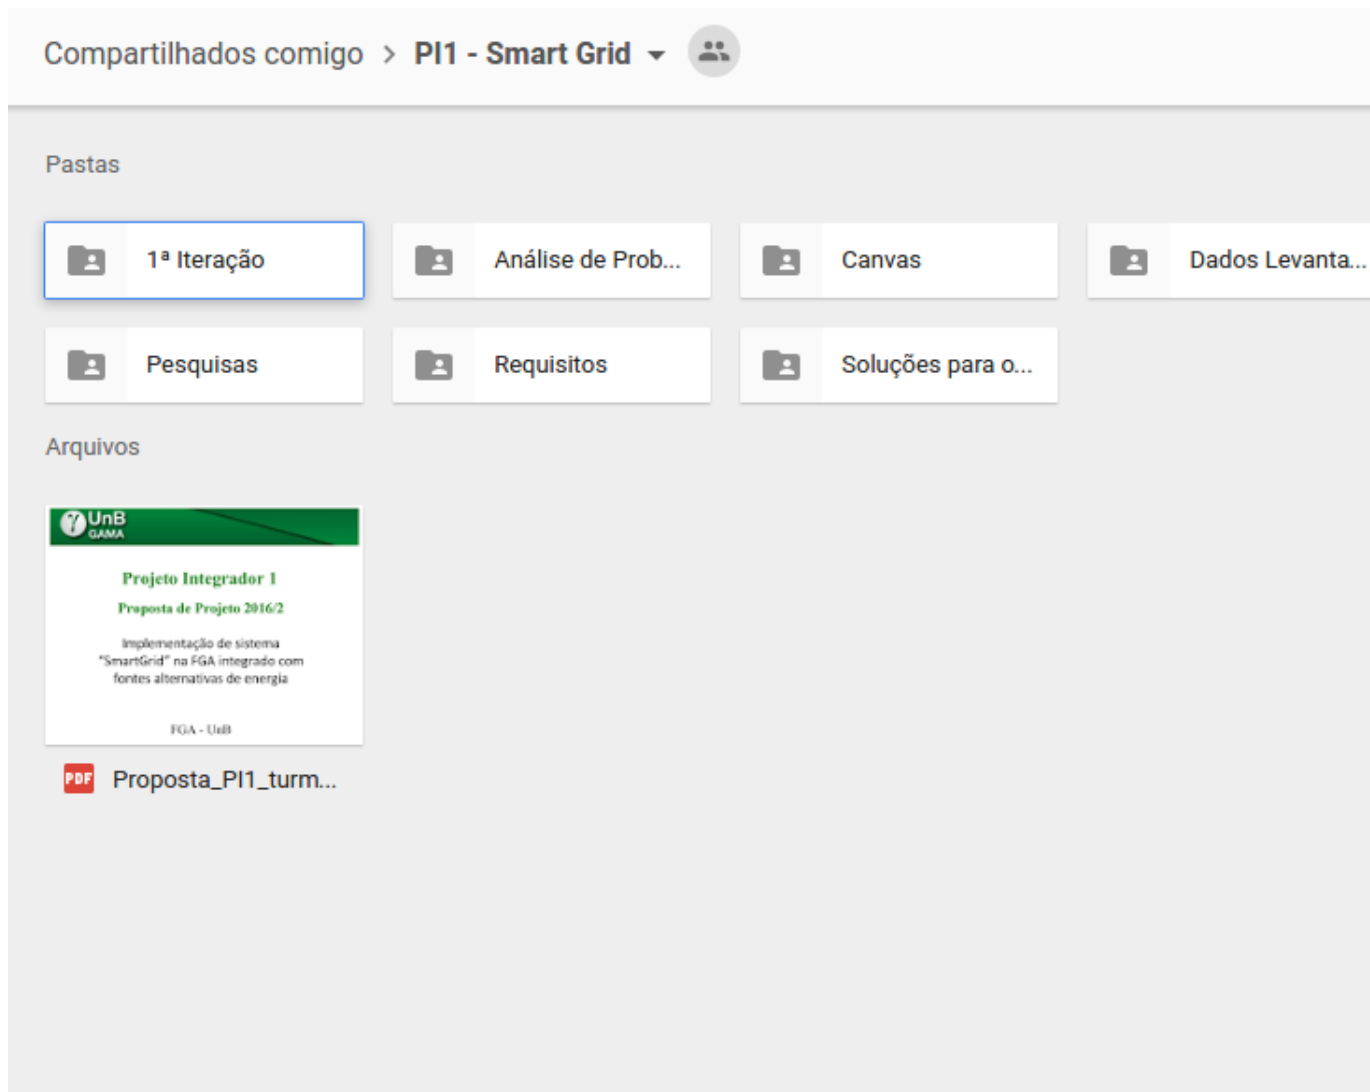 Compartilhados comigo > PI1 - Smart Grid
Pastas
1ª Iteração
Análise de Prob...
Canvas
Dados Levanta...
Pesquisas
Requisitos
Soluções para o...
Arquivos
UnB
GAMA
Projeto Integrador 1
Proposta de Projeto 2016/2
Implementação de sistema
"SmartGrid" na FGA integrado com
fontes alternativas de energia
FGA - UnB
PDF Proposta_PI1_turm...